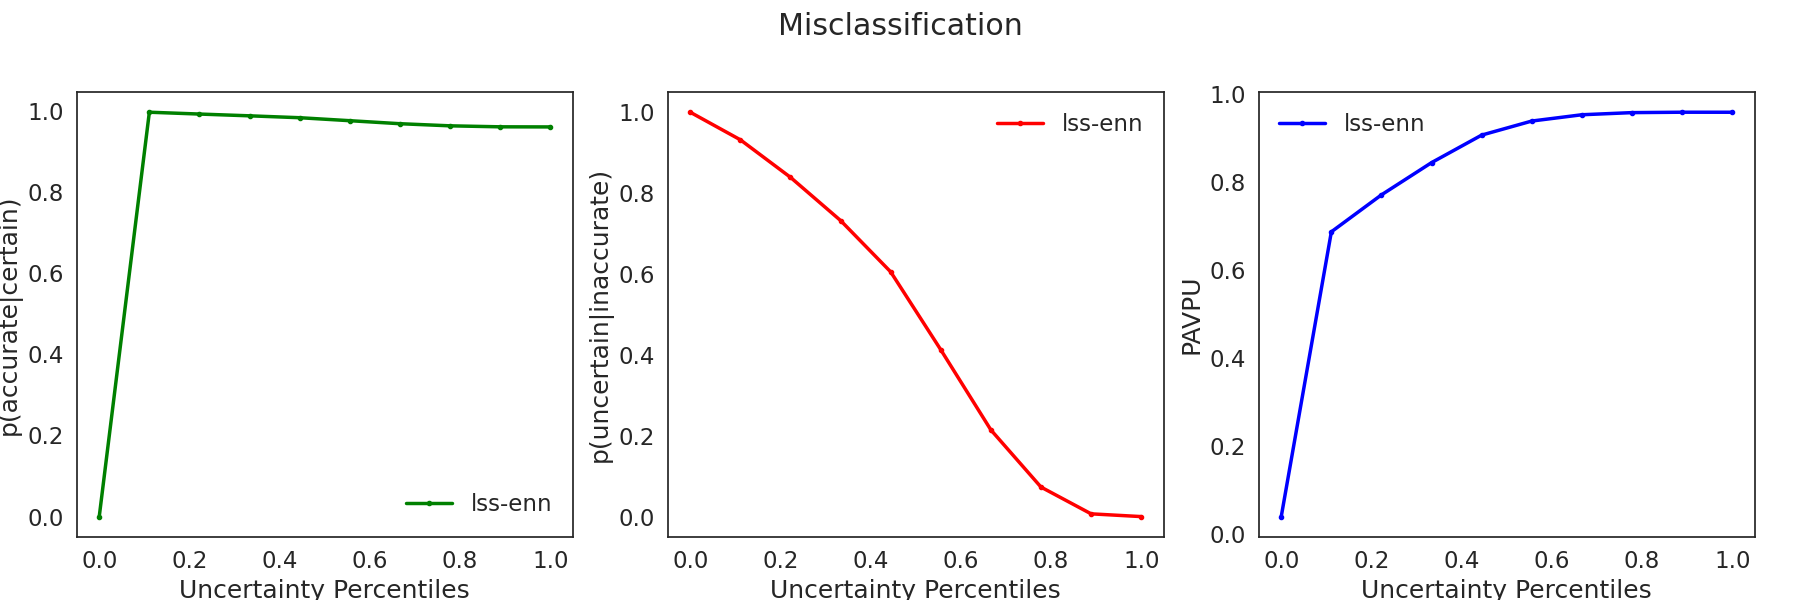 Misclassification
p(accurate|certain)
1.0
0.8
0.6
0.4
0.2
0.0
lss-enn
0.0 0.2 0.4 0.6 0.8 1.0
Uncertainty Percentiles
p(uncertain|inaccurate)
1.0
0.8
0.6
0.4
0.2
0.0
lss-enn
0.0 0.2 0.4 0.6 0.8 1.0
Uncertainty Percentiles
PAVPU
1.0
0.8
0.6
0.4
0.2
0.0
lss-enn
0.0 0.2 0.4 0.6 0.8 1.0
Uncertainty Percentiles